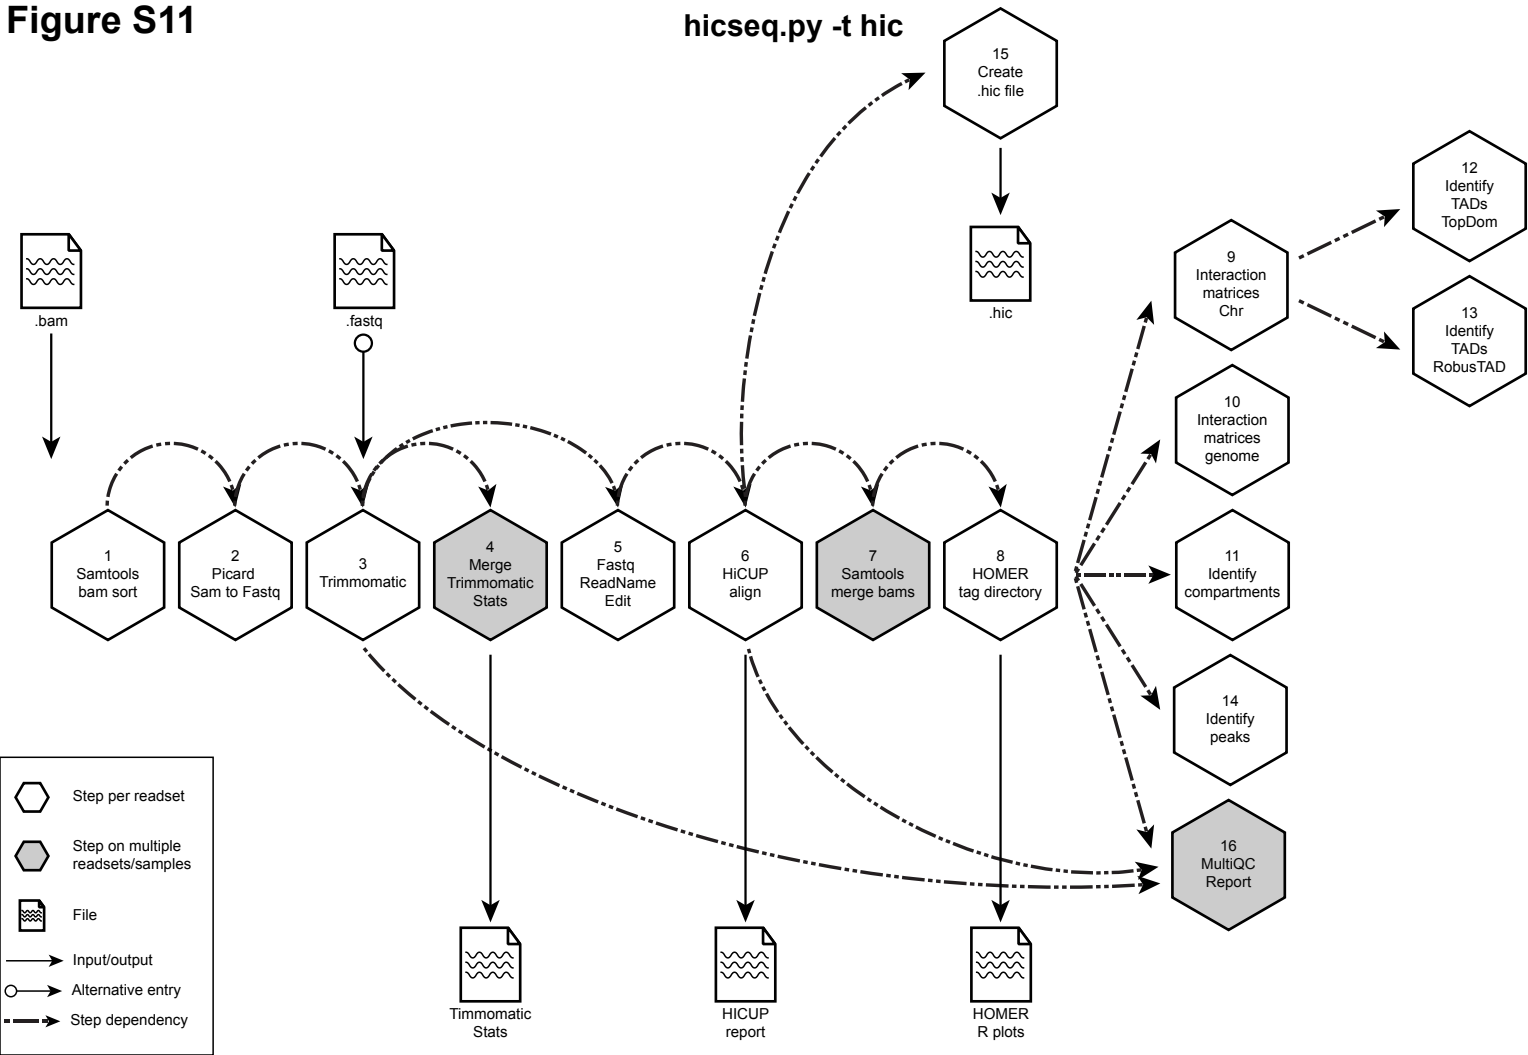 Figure S11
hicseq.py -t hic
15
Create
.hic file
.hic
12
Identify
TADs
TopDom
9
Interaction
matrices
Chr
13
Identify
TADs
RobusTAD
.bam
.fastq
10
Interaction
matrices
genome
1
Samtools
bam sort
2
Picard
Sam to Fastq
3
Trimmomatic
4
Merge
Trimmomatic
Stats
5
Fastq
ReadName
Edit
6
HiCUP
align
7
Samtools
merge bams
8
HOMER
tag directory
11
Identify
compartments
14
Identify
peaks
16
MultiQC
Report
Step per readset
Step on multiple
readsets/samples
File
Input/output
Alternative entry
Step dependency
Timmomatic
Stats
HICUP
report
HOMER
R plots